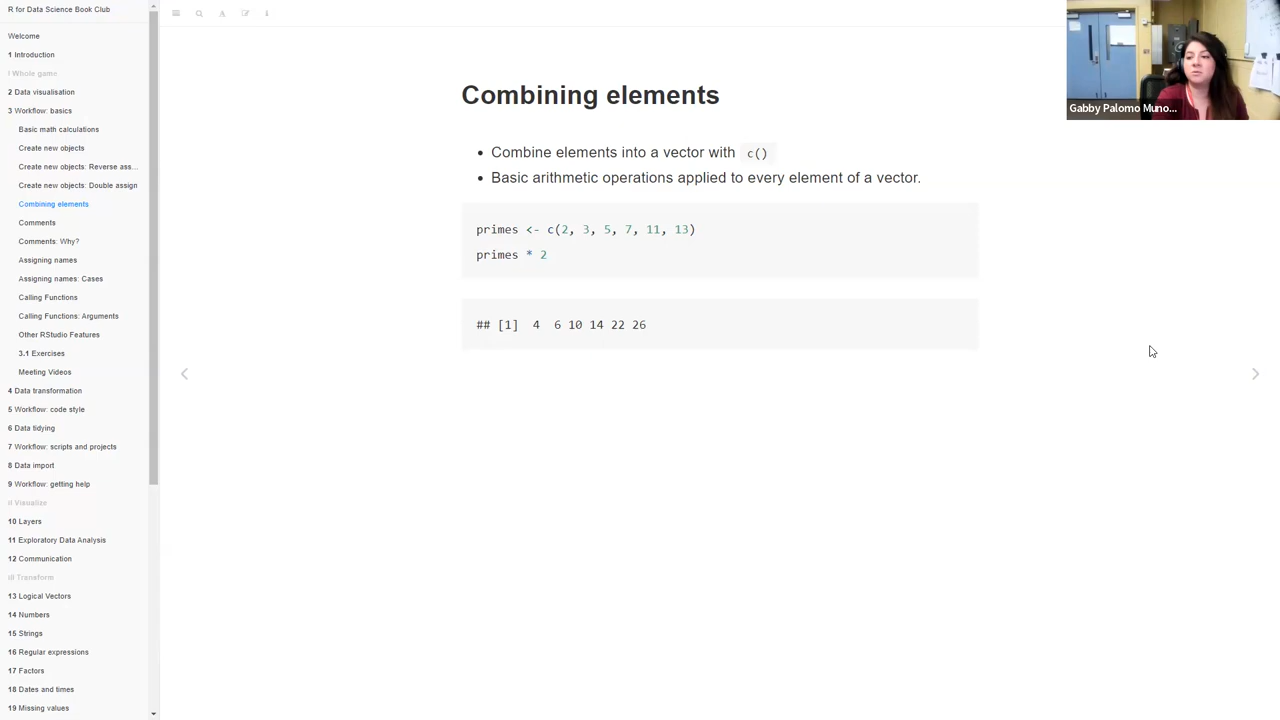 R for Data Science Book Club
Welcome
1 Introduction
I Whole game
2 Data visualisation
3 Workflow: basics
Basic math calculations
Create new objects
Create new objects: Reverse ass...
Create new objects: Double assign
Combining elements
Comments
Comments: Why?
Assigning names
Assigning names: Cases
Calling Functions
Calling Functions: Arguments
Other RStudio Features
3.1 Exercises
Meeting Videos
4 Data transformation
5 Workflow: code style
6 Data tidying
7 Workflow: scripts and projects
8 Data import
9 Workflow: getting help
II Visualize
10 Layers
11 Exploratory Data Analysis
12 Communication
III Transform
13 Logical Vectors
14 Numbers
15 Strings
16 Regular expressions
17 Factors
18 Dates and times
19 Missing values
Combining elements
• Combine elements into a vector with c()
• Basic arithmetic operations applied to every element of a vector.
primes <- c(2, 3, 5, 7, 11, 13)
primes * 2
## [1]  4  6 10 14 22 26
Gabby Palomo Muno...